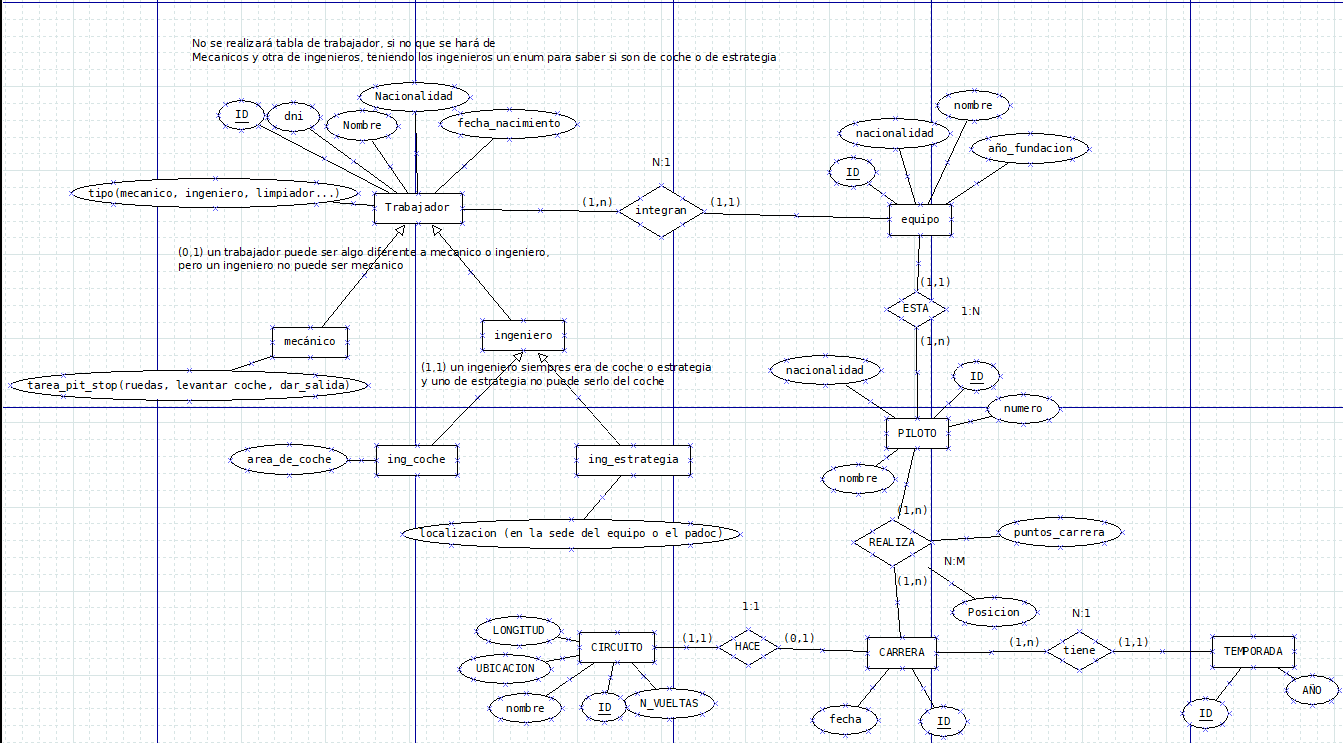 No se realizará tabla de trabajador, si no que se hará de
Mecanicos y otra de ingenieros, teniendo los ingenieros un enum para saber si son de coche o de estrategia
Nacionalidad
ID
dni
Nombre
fecha_nacimiento
tipo(mecanico, ingeniero, limpiador...)
Trabajador
N:1
(1,n)
integran
(1,1)
nombre
nacionalidad
año_fundacion
ID
equipo
(0,1) un trabajador puede ser algo diferente a mecanico o ingeniero,
pero un ingeniero no puede ser mecanico
(1,1)
ESTA
1:N
(1,n)
mecánico
ingeniero
tarea_pit_stop(ruedas, levantar coche, dar_salida)
(1,1) un ingeniero siempres era de coche o estrategia
y uno de estrategia no puede serlo del coche
nacionalidad
ID
numero
PILOTO
nombre
area_de_coche
ing_coche
ing_estrategia
localizacion (en la sede del equipo o el padoc)
(1,n)
REALIZA
puntos_carrera
N:M
(1,n)
Posicion
LONGITUD
UBICACION
nombre
ID
N_VUELTAS
CIRCUITO
1:1
(1,1)
HACE
(0,1)
CARRERA
fecha
ID
N:1
(1,n)
tiene
(1,1)
TEMPORADA
ID
AÑO